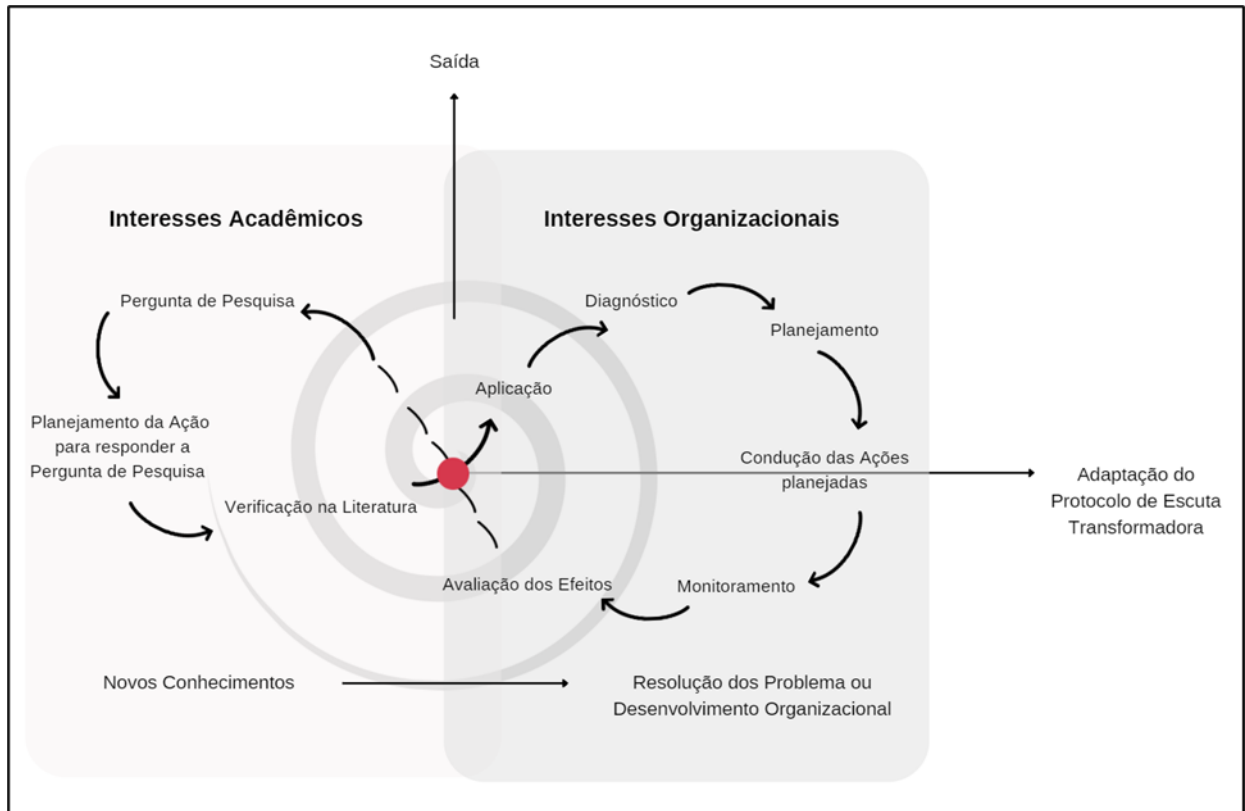 Saída
Interesses Acadêmicos
Interesses Organizacionais
Pergunta de Pesquisa
Diagnóstico
Planejamento
Aplicação
Planejamento da Ação
para responder a
Pergunta de Pesquisa
Verificação na Literatura
Condução das Ações
planejadas
Adaptação do
Protocolo de Escuta
Transformadora
Avaliação dos Efeitos
Monitoramento
Novos Conhecimentos
Resolução dos Problema ou
Desenvolvimento Organizacional